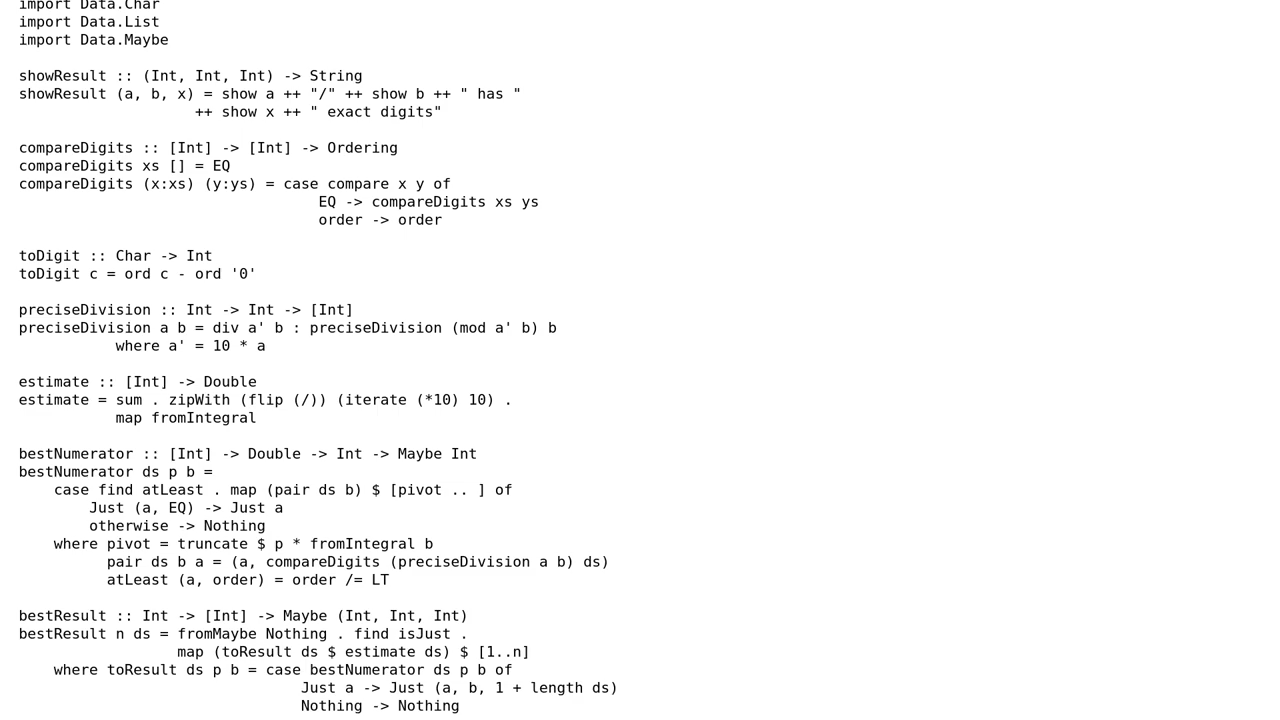 import Data.Char
import Data.List
import Data.Maybe

showResult :: (Int, Int, Int) -> String
showResult (a, b, x) = show a ++ "/" ++ show b ++ " has "
                    ++ show x ++ " exact digits"

compareDigits :: [Int] -> [Int] -> Ordering
compareDigits xs [] = EQ
compareDigits (x:xs) (y:ys) = case compare x y of
                                  EQ -> compareDigits xs ys
                                  order -> order

toDigit :: Char -> Int
toDigit c = ord c - ord '0'

preciseDivision :: Int -> Int -> [Int]
preciseDivision a b = div a' b : preciseDivision (mod a' b) b
           where a' = 10 * a

estimate :: [Int] -> Double
estimate = sum . zipWith (flip (/)) (iterate (*10) 10) .
           map fromIntegral

bestNumerator :: [Int] -> Double -> Int -> Maybe Int
bestNumerator ds p b =
    case find atLeast . map (pair ds b) $ [pivot .. ] of
        Just (a, EQ) -> Just a
        otherwise -> Nothing
    where pivot = truncate $ p * fromIntegral b
          pair ds b a = (a, compareDigits (preciseDivision a b) ds)
          atLeast (a, order) = order /= LT

bestResult :: Int -> [Int] -> Maybe (Int, Int, Int)
bestResult n ds = fromMaybe Nothing . find isJust .
                  map (toResult ds $ estimate ds) $ [1..n]
    where toResult ds p b = case bestNumerator ds p b of
                                Just a -> Just (a, b, 1 + length ds)
                                Nothing -> Nothing